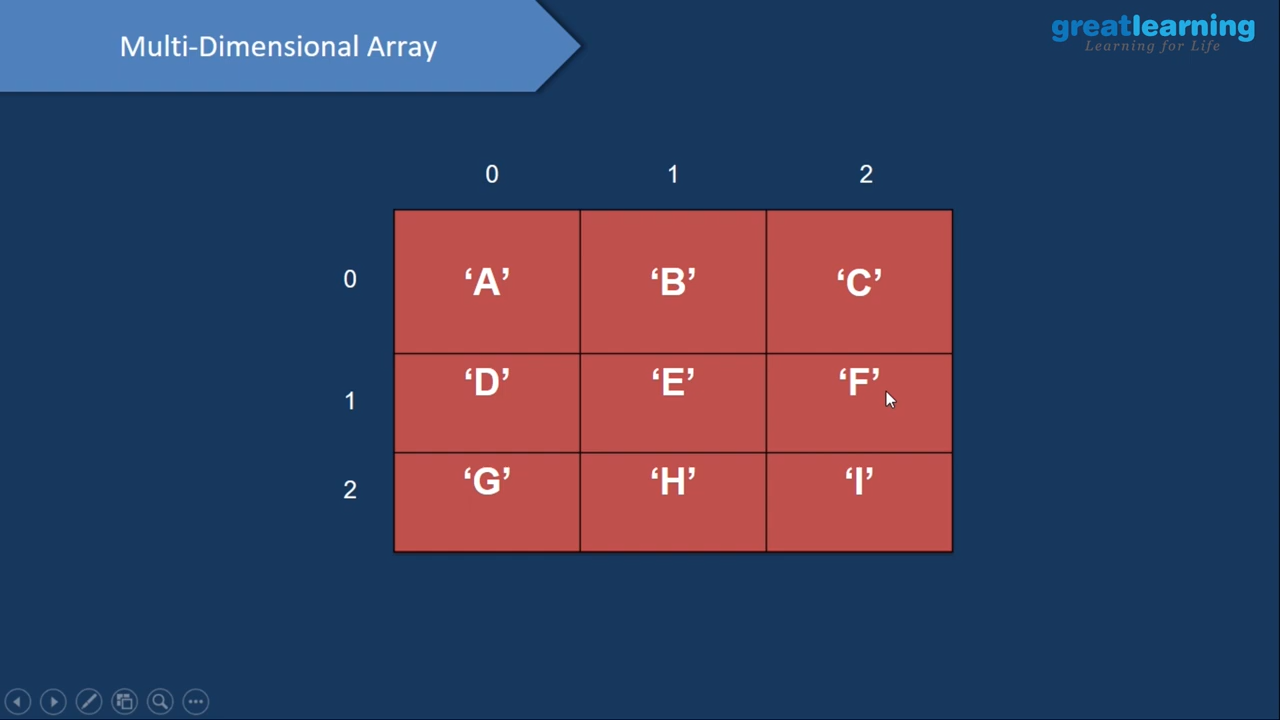 Multi-Dimensional Array
greatlearning
Learning for Life
0 1 2
0 ‘A’ ‘B’ ‘C’
1 ‘D’ ‘E’ ‘F’
2 ‘G’ ‘H’ ‘I’